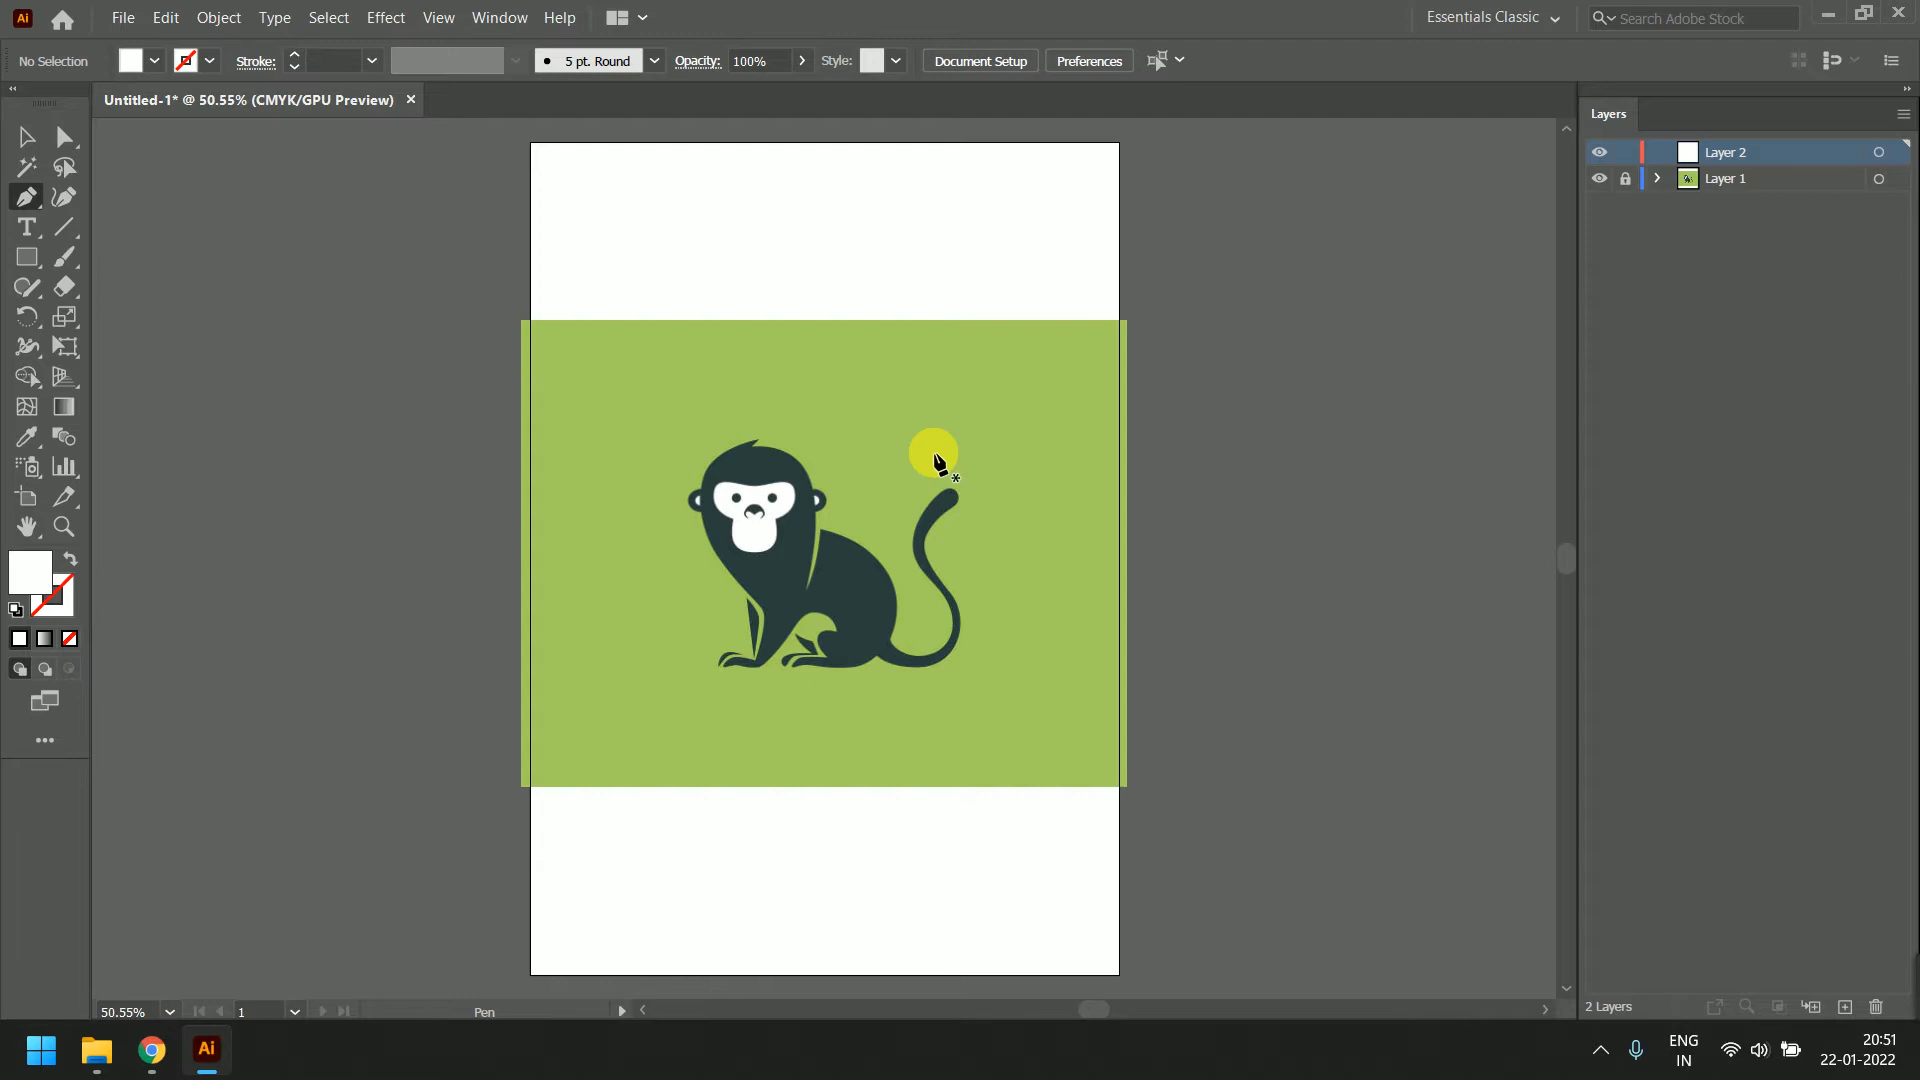 Ai File Edit Object Type Select Effect View Window Help Essentials Classic Search Adobe Stock
No Selection Stroke: 5 pt. Round Opacity: 100% Style: Document Setup Preferences
Untitled-1* @ 50.55% (CMYK/GPU Preview)
Layers
Layer 2
Layer 1
50.55% 1 Pen
2 Layers
Ai
ENG
IN
20:51
22-01-2022